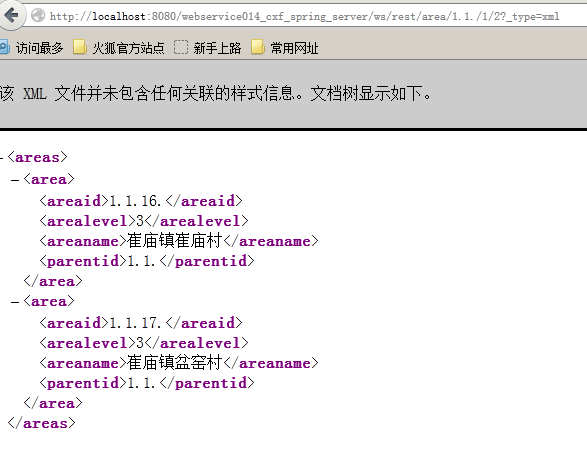 http://localhost:8080/webservice014_cxf_spring_server/ws/rest/area/1.1./1/2?_type=xml
访问最多 火狐官方站点 新手上路 常用网址
该 XML 文件并未包含任何关联的样式信息。文档树显示如下。
-<areas>
-<area>
<areaid>1.1.16.</areaid>
<arealevel>3</arealevel>
<areaname>崔庙镇崔庙村</areaname>
<parentid>1.1.</parentid>
</area>
-<area>
<areaid>1.1.17.</areaid>
<arealevel>3</arealevel>
<areaname>崔庙镇盆窑村</areaname>
<parentid>1.1.</parentid>
</area>
</areas>